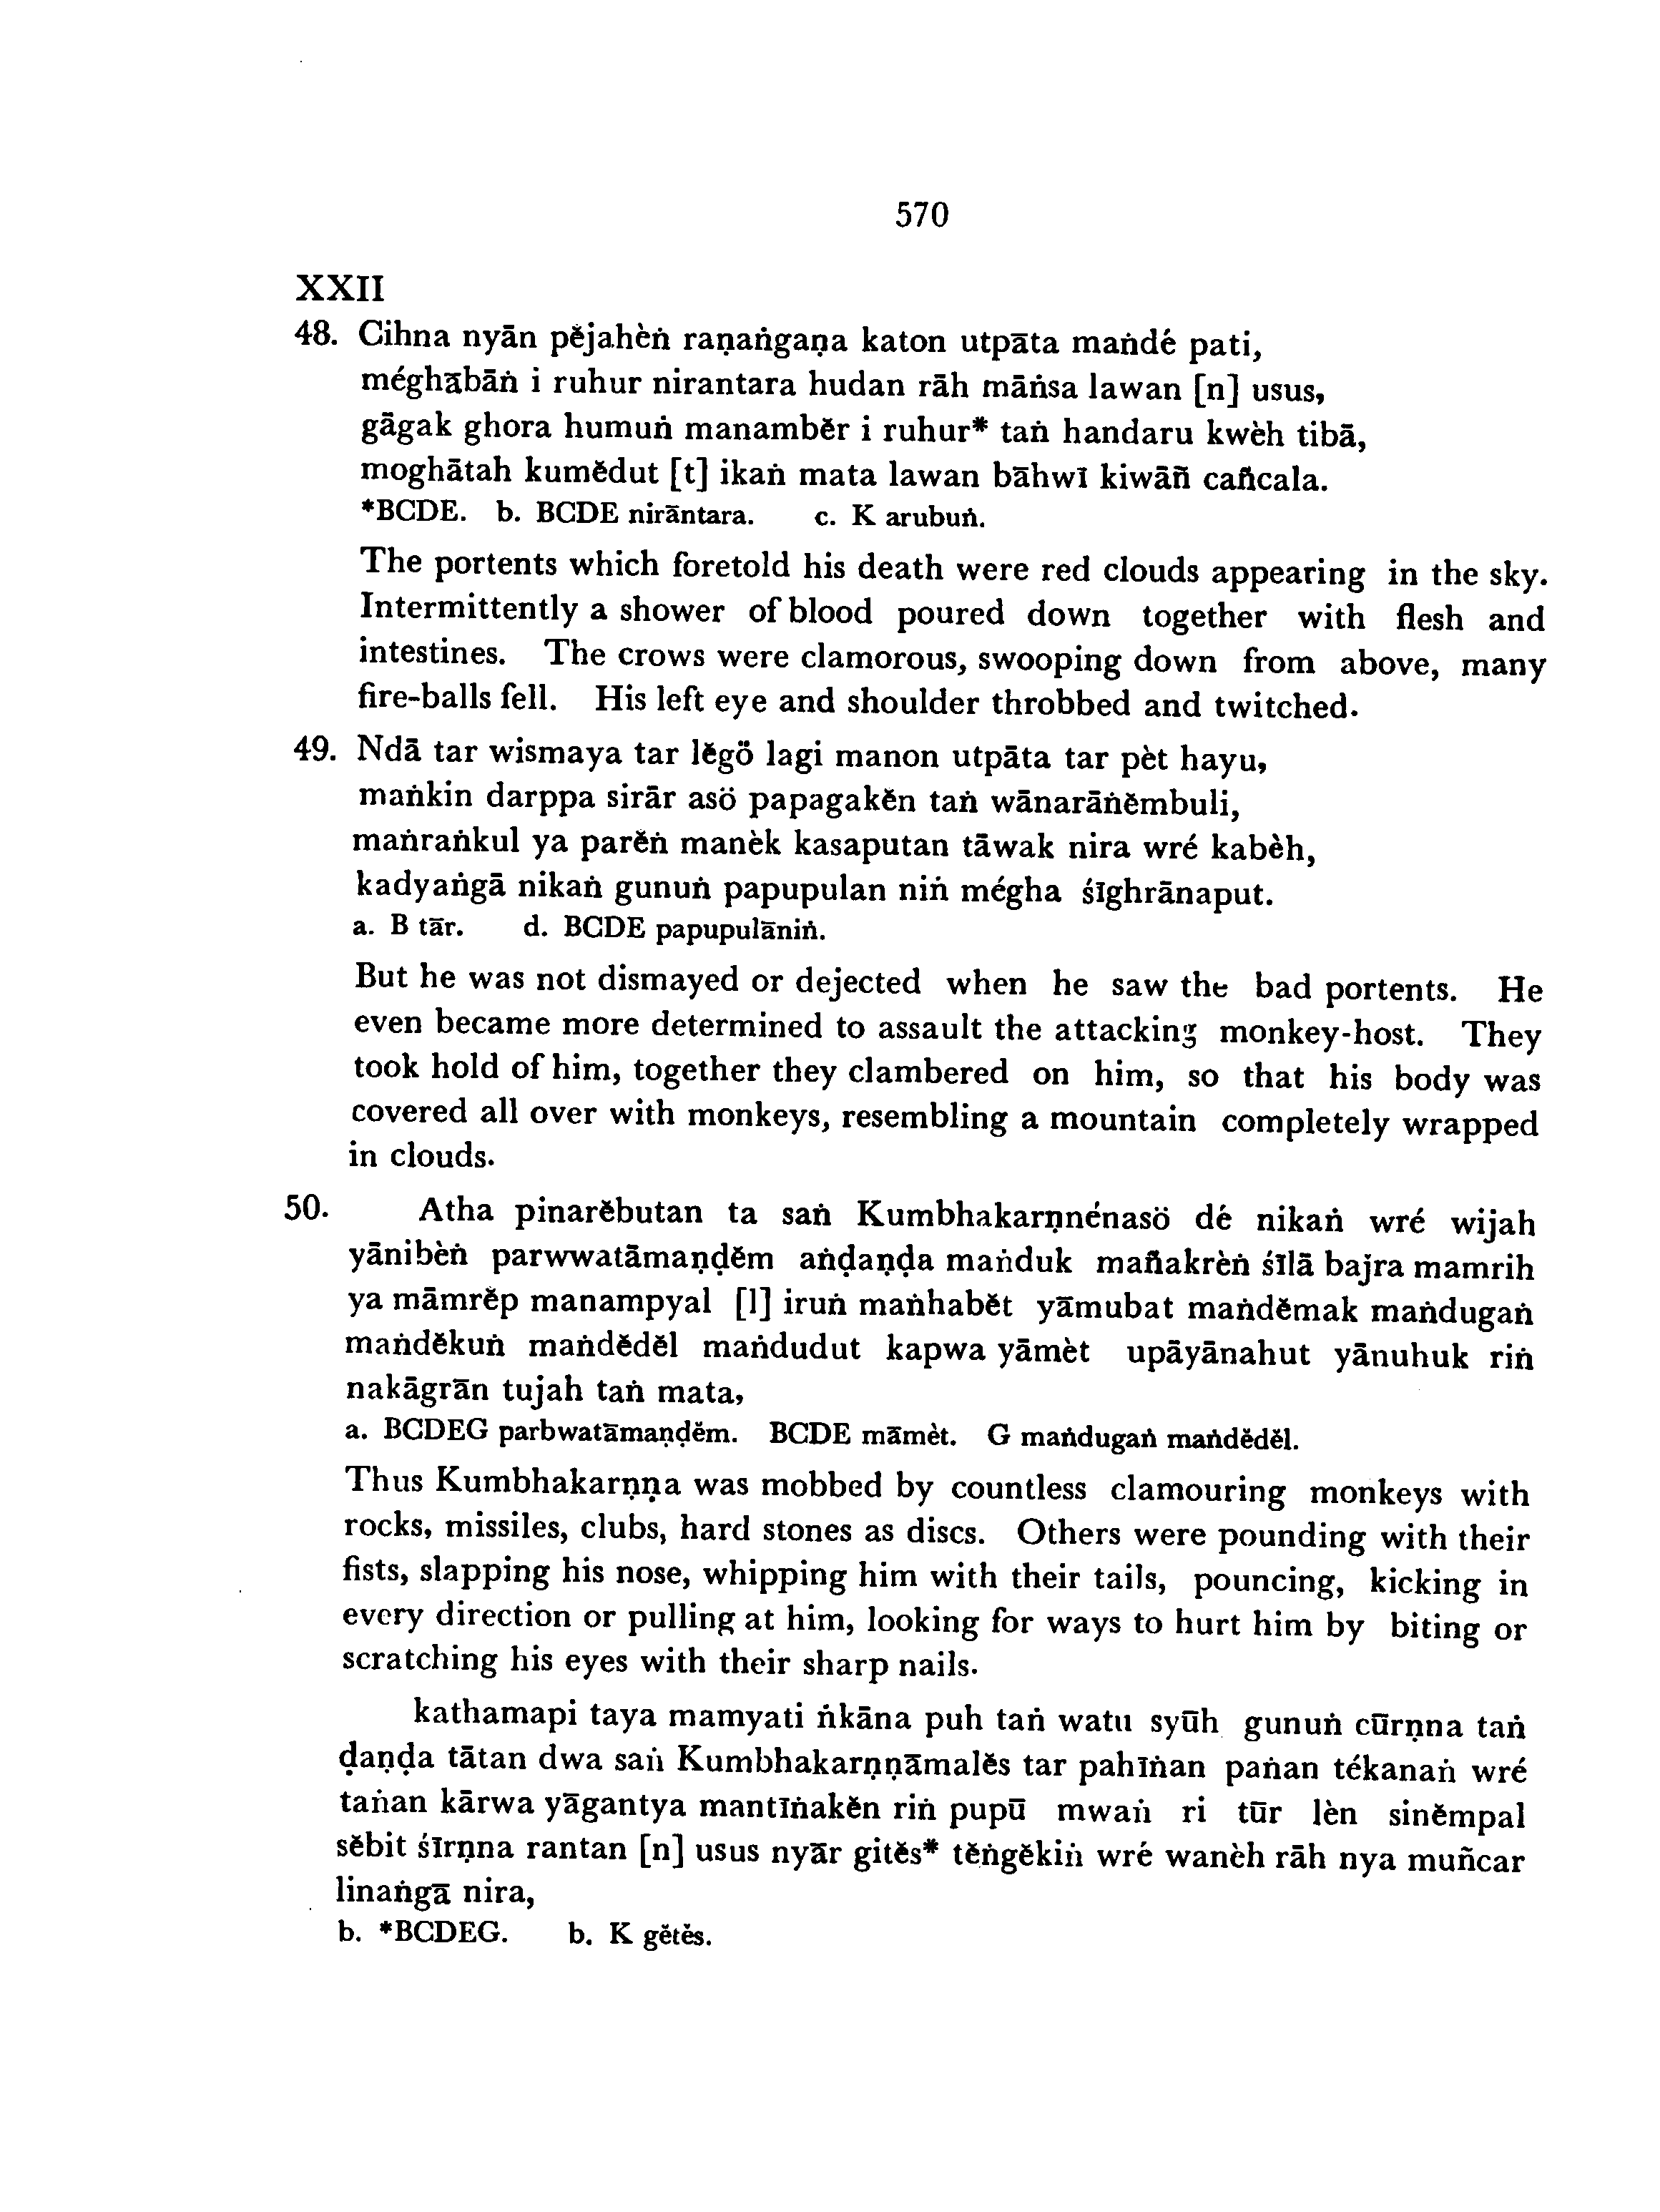 570
XXII
48. Cihna nyān pĕjahèṅ raṇaṅgaṇa katon utpāta maṅdé pati,
méghābāṅ i ruhur nirantara hudan rāh māṅsa lawan [n] usus,
gāgak ghora humuṅ manambĕr i ruhur* taṅ handaru kwèh tibā,
moghātah kumĕdut [t] ikaṅ mata lawan bāhwī kiwāñ cañcala.
*BCDE. b. BCDE nirāntara. c. K arubuṅ.
The portents which foretold his death were red clouds appearing in the sky.
Intermittently a shower of blood poured down together with flesh and
intestines. The crows were clamorous, swooping down from above, many
fire-balls fell. His left eye and shoulder throbbed and twitched.
49. Ndā tar wismaya tar lĕgö lagi manon utpāta tar pèt hayu,
maṅkin darppa sirār asö papagakĕn taṅ wānarāṅĕmbuli,
maṅraṅkul ya parĕṅ manèk kasaputan tāwak nira wré kabèh,
kadyaṅgā nikaṅ gunuṅ papupulan niṅ mégha śīghrānaput.
a. B tār. d. BCDE papupulāniṅ.
But he was not dismayed or dejected when he saw the bad portents. He
even became more determined to assault the attacking monkey-host. They
took hold of him, together they clambered on him, so that his body was
covered all over with monkeys, resembling a mountain completely wrapped
in clouds.
50. Atha pinarĕbutan ta saṅ Kumbhakarṇnénasö dé nikaṅ wré wijah
yānibèṅ parwwatāmaṇḍĕm aṅḍaṇḍa maṅduk mañakrèṅ śīlā bajra mamrih
ya māmrĕp manampyal [l] iruṅ maṅhabĕt yāmubat maṅdĕmak maṅdugaṅ
maṅdĕkuṅ maṅdĕdĕl maṅdudut kapwa yāmèt upāyānahut yānuhuk riṅ
nakāgrān tujah taṅ mata,
a. BCDEG parbwatāmaṇḍĕm. BCDE māmèt. G maṅdugaṅ maṅdĕdĕl.
Thus Kumbhakarṇṇa was mobbed by countless clamouring monkeys with
rocks, missiles, clubs, hard stones as discs. Others were pounding with their
fists, slapping his nose, whipping him with their tails, pouncing, kicking in
every direction or pulling at him, looking for ways to hurt him by biting or
scratching his eyes with their sharp nails.
kathamapi taya mamyati ṅkāna puh taṅ watu syūh gunuṅ cūrṇna taṅ
ḍaṇḍa tātan dwa saṅ Kumbhakarṇṇāmalĕs tar pahīṅan paṅan tékanaṅ wré
taṅan kārwa yāgantya mantīṅakĕn riṅ pupū mwaṅ ri tūr lèn sinĕmpal
sĕbit śīrṇna rantan [n] usus nyār gitĕs* tĕṅgĕkiṅ wré wanèh rāh nya muñcar
linaṅgā nira,
b. *BCDEG. b. K gĕtĕs.